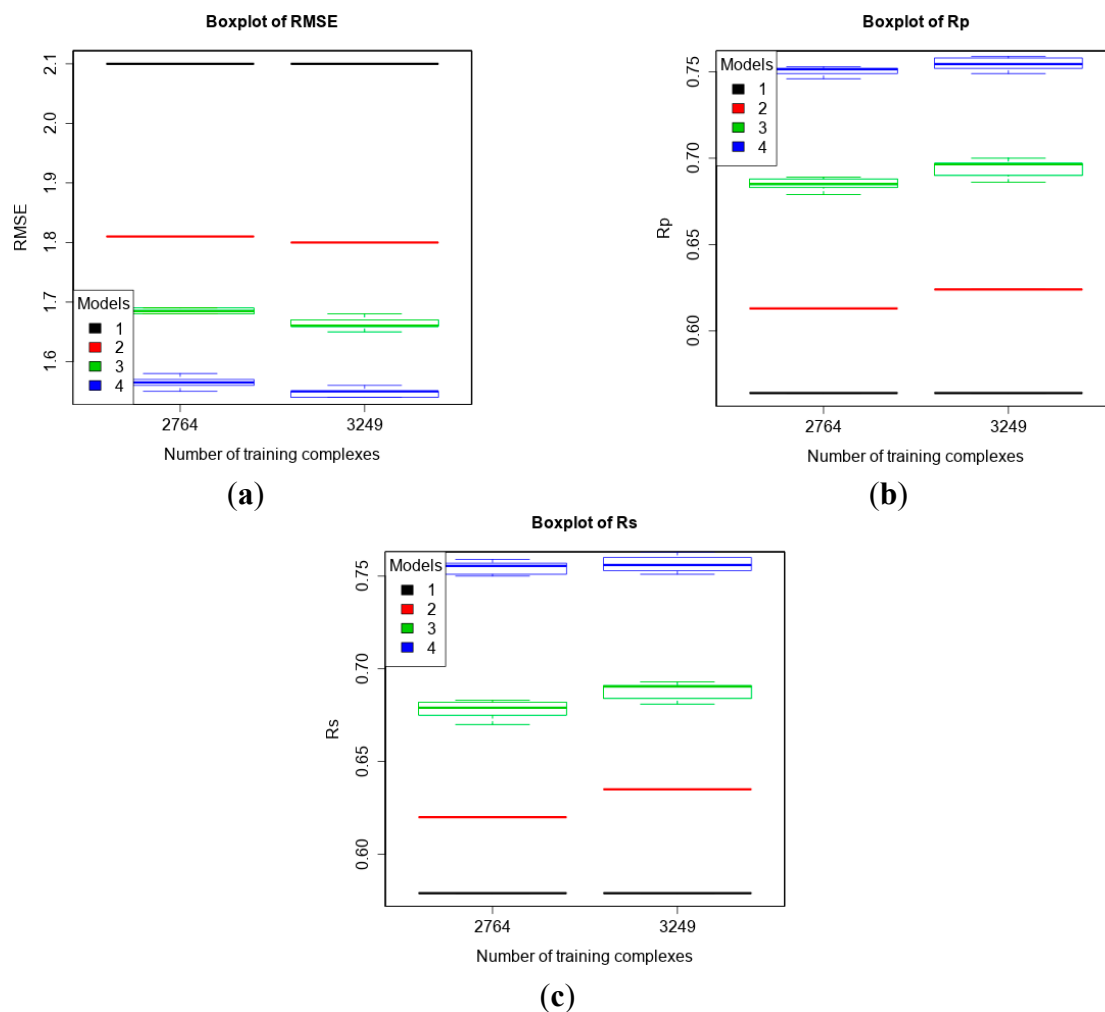 Boxplot of RMSE
RMSE
2.1
2.0
1.9
1.8
1.7
1.6
Models
1
2
3
4
2764
3249
Number of training complexes
(a)
Boxplot of Rp
Rp
0.75
0.70
0.65
0.60
Models
1
2
3
4
2764
3249
Number of training complexes
(b)
Boxplot of Rs
Rs
0.75
0.70
0.65
0.60
Models
1
2
3
4
2764
3249
Number of training complexes
(c)